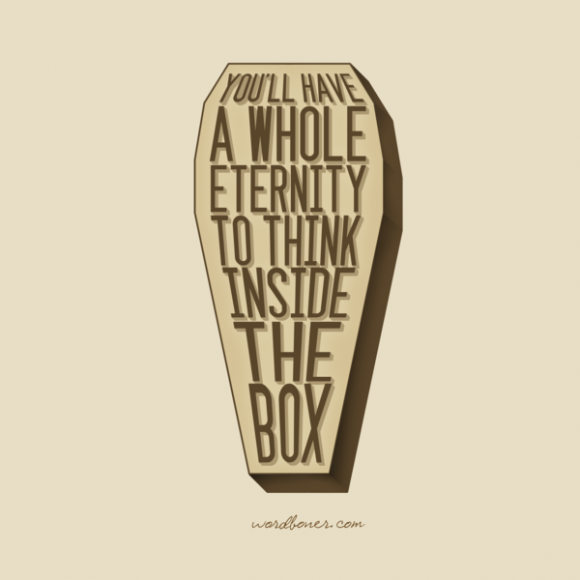 YOU'LL HAVE
A WHOLE
ETERNITY
TO THINK
INSIDE
THE
BOX
wordboner.com